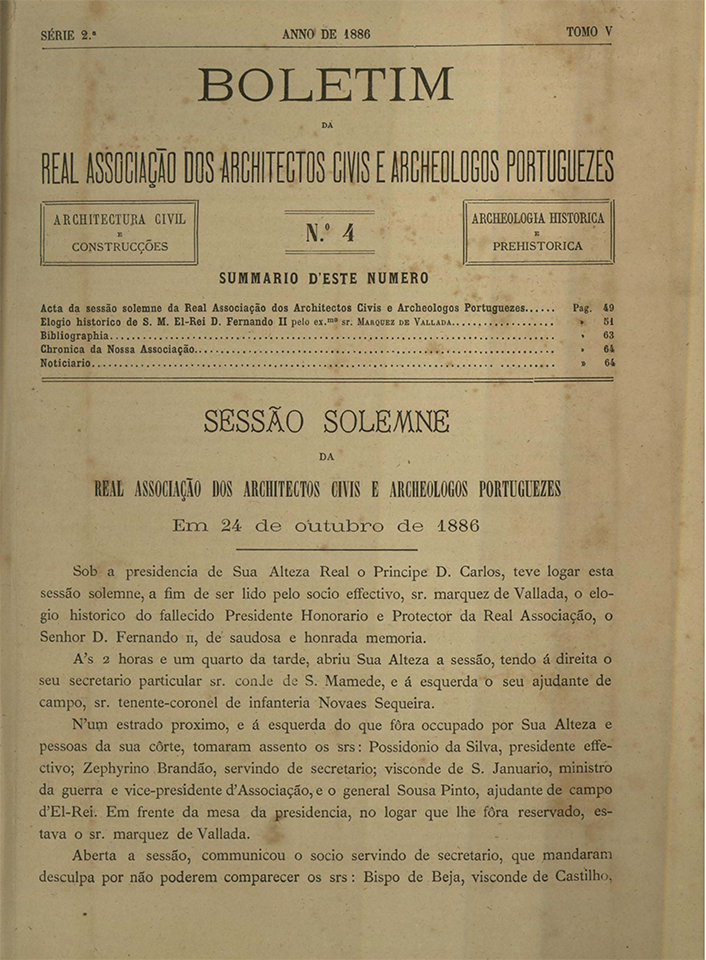 SÉRIE 2.ª ANNO DE 1886 TOMO V
BOLETIM
DA
REAL ASSOCIAÇÃO DOS ARCHITECTOS CIVIS E ARCHEOLOGOS PORTUGUEZES
ARCHITECTURA CIVIL
E
CONSTRUCÇÕES
N.º 4
ARCHEOLOGIA HISTORICA
E
PREHISTORICA
SUMMARIO D'ESTE NUMERO
Acta da sessão solemne da Real Associação dos Architectos Civis e Archeologos Portuguezes...... Pag. 49
Elogio historico de S. M. El-Rei D. Fernando II pelo ex.mo sr. MARQUEZ DE VALLADA.................... » 51
Bibliographia................................................................ » 63
Chronica da Nossa Associação.................................................. » 64
Noticiario................................................................... » 64
SESSÃO SOLEMNE
DA
REAL ASSOCIAÇÃO DOS ARCHITECTOS CIVIS E ARCHEOLOGOS PORTUGUEZES
Em 24 de outubro de 1886
Sob a presidencia de Sua Alteza Real o Principe D. Carlos, teve logar esta
sessão solemne, a fim de ser lido pelo socio effectivo, sr. marquez de Vallada, o elo-
gio historico do fallecido Presidente Honorario e Protector da Real Associação, o
Senhor D. Fernando II, de saudosa e honrada memoria.
A's 2 horas e um quarto da tarde, abriu Sua Alteza a sessão, tendo á direita o
seu secretario particular sr. conde de S. Mamede, e á esquerda o seu ajudante de
campo, sr. tenente-coronel de infanteria Novaes Sequeira.
N'um estrado proximo, e á esquerda do que fôra occupado por Sua Alteza e
pessoas da sua côrte, tomaram assento os srs: Possidonio da Silva, presidente effe-
ctivo; Zephyrino Brandão, servindo de secretario; visconde de S. Januario, ministro
da guerra e vice-presidente d'Associação, e o general Sousa Pinto, ajudante de campo
d'El-Rei. Em frente da mesa da presidencia, no logar que lhe fôra reservado, es-
tava o sr. marquez de Vallada.
Aberta a sessão, communicou o socio servindo de secretario, que mandaram
desculpa por não poderem comparecer os srs: Bispo de Beja, visconde de Castilho,